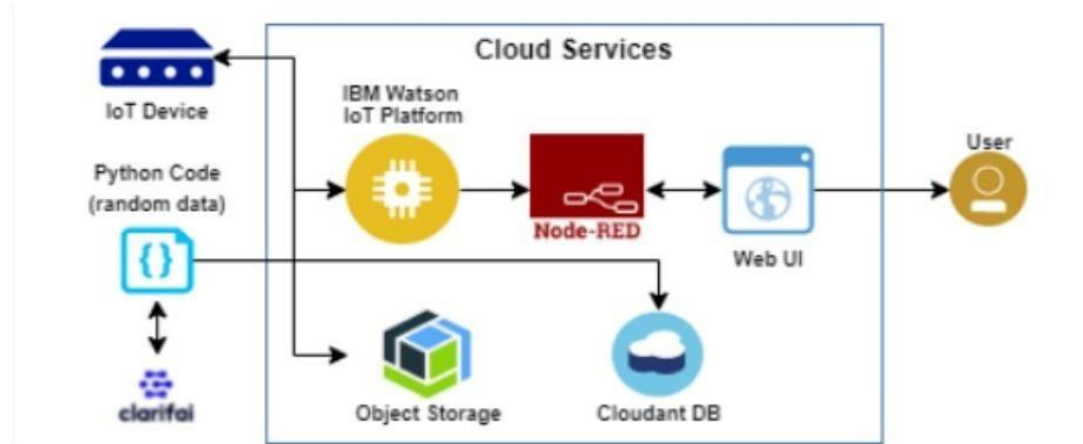 Cloud Services
IoT Device
IBM Watson
IoT Platform
User
Python Code
(random data)
{}
Node-RED
Web UI
clarifai
Object Storage
Cloudant DB